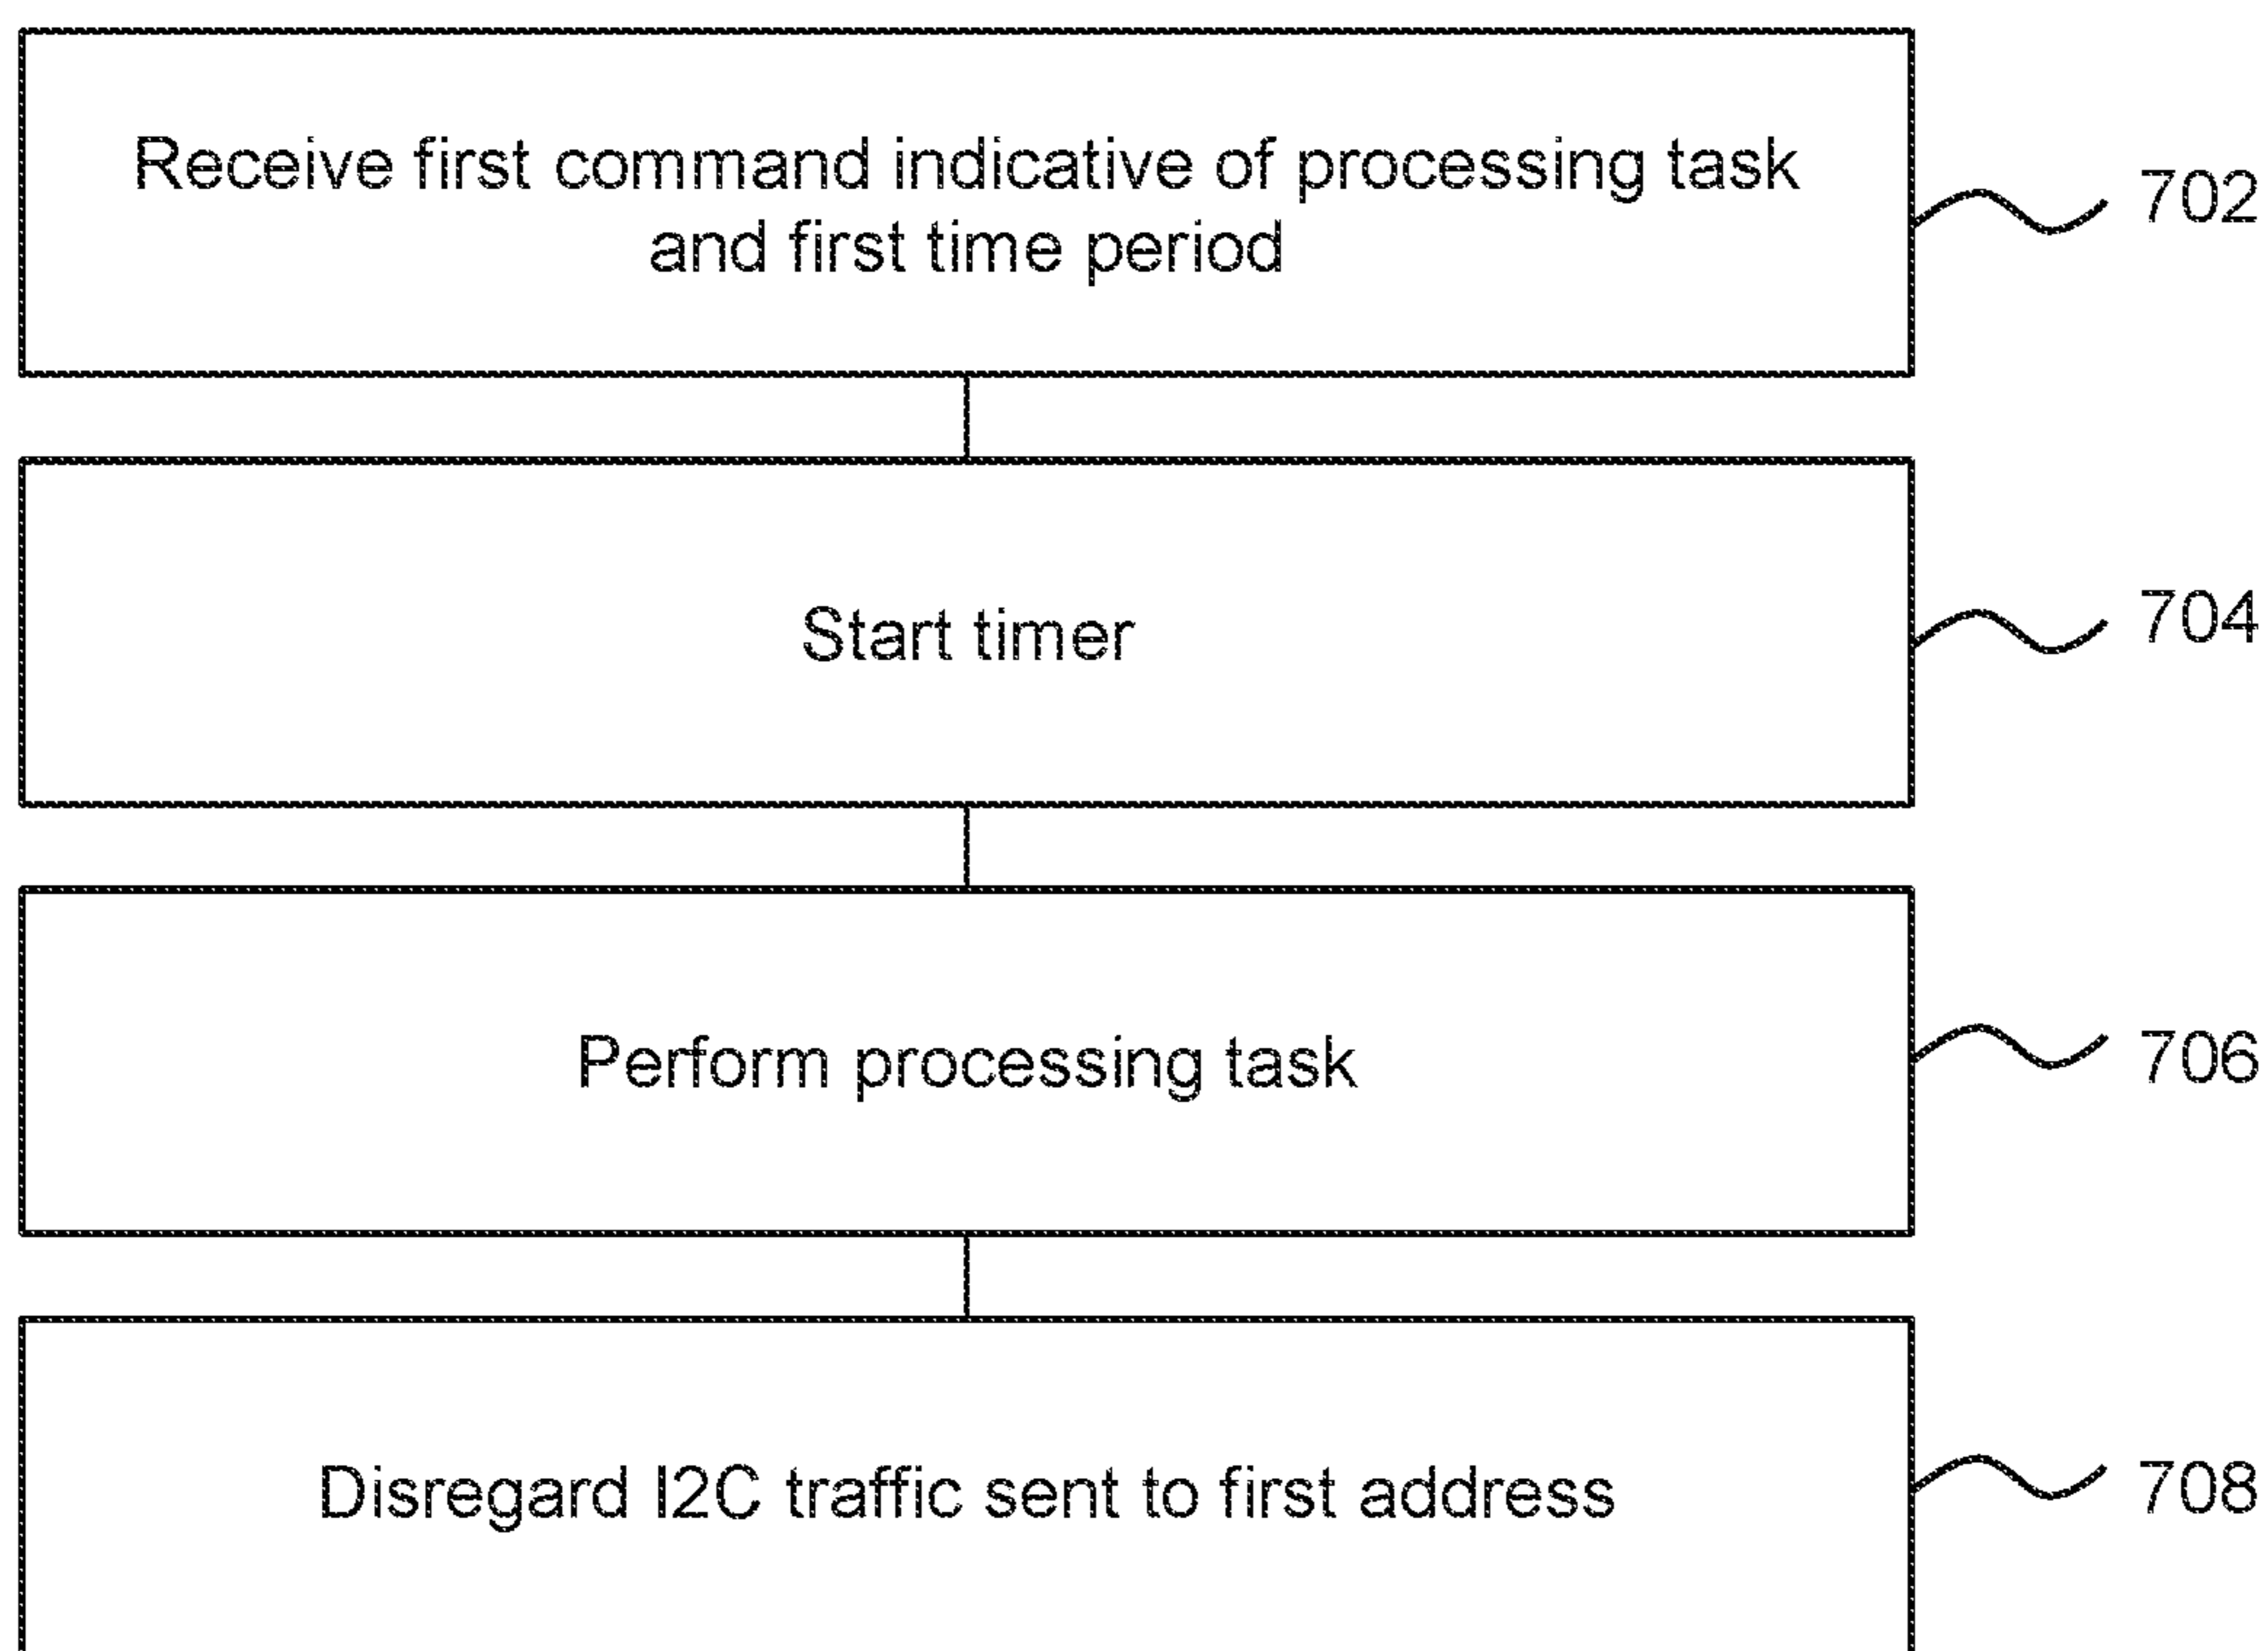 Receive first command indicative of processing task
and first time period
702
Start timer
704
Perform processing task
706
Disregard I2C traffic sent to first address
708